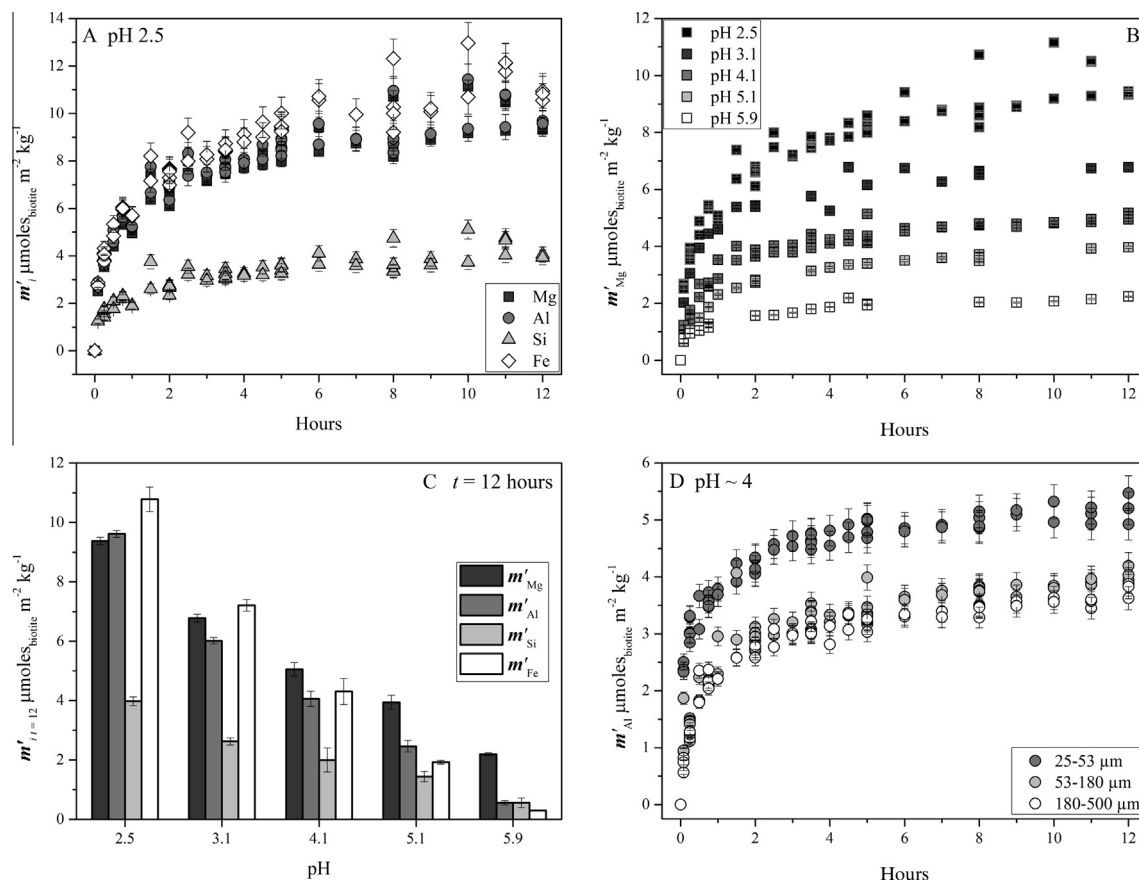 A pH 2.5
m′i μmolesbiotite m-2 kg-1
14
12
10
8
6
4
2
0
Mg
Al
Si
Fe
0 2 4 6 8 10 12
Hours
B
m′Mg μmolesbiotite m-2 kg-1
12
10
8
6
4
2
0
pH 2.5
pH 3.1
pH 4.1
pH 5.1
pH 5.9
0 2 4 6 8 10 12
Hours
C t = 12 hours
m′i t = 12 μmolesbiotite m-2 kg-1
12
10
8
6
4
2
0
m′Mg
m′Al
m′Si
m′Fe
2.5 3.1 4.1 5.1 5.9
pH
D pH ~ 4
m′Al μmolesbiotite m-2 kg-1
6
5
4
3
2
1
0
25-53 μm
53-180 μm
180-500 μm
0 2 4 6 8 10 12
Hours